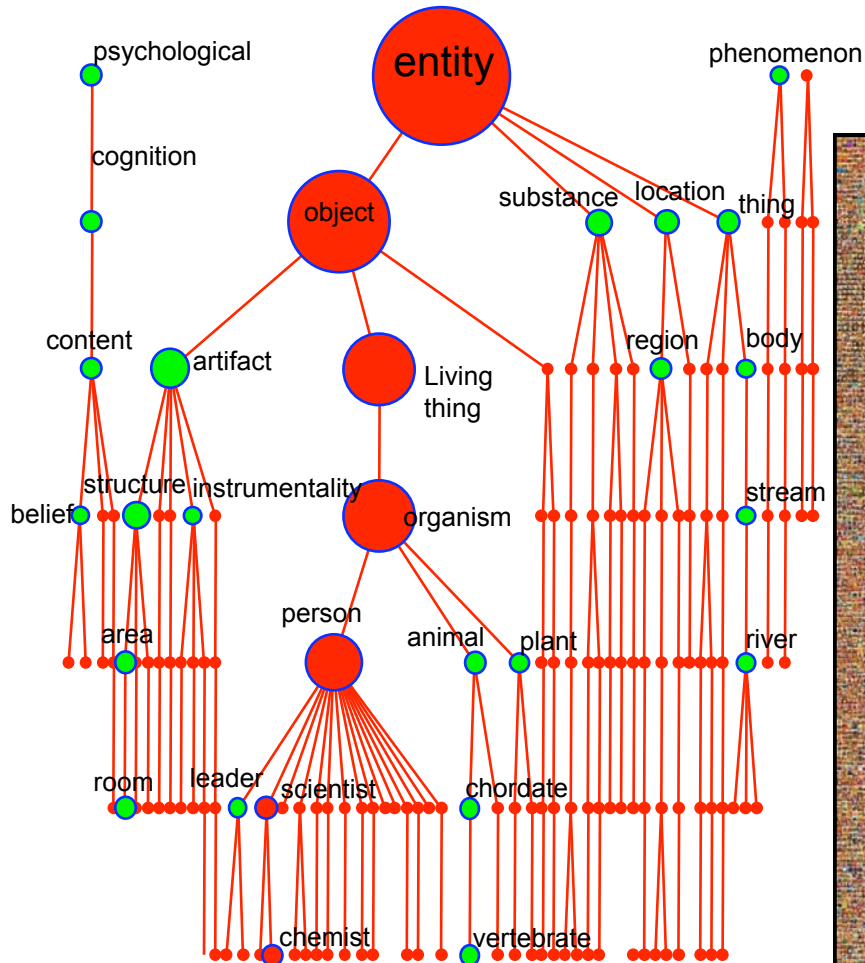 psychological
entity
phenomenon
cognition
object
substance
location
thing
content
artifact
Living
thing
region
body
belief
structure
instrumentality
organism
stream
area
person
animal
plant
river
room
leader
scientist
chordate
chemist
vertebrate